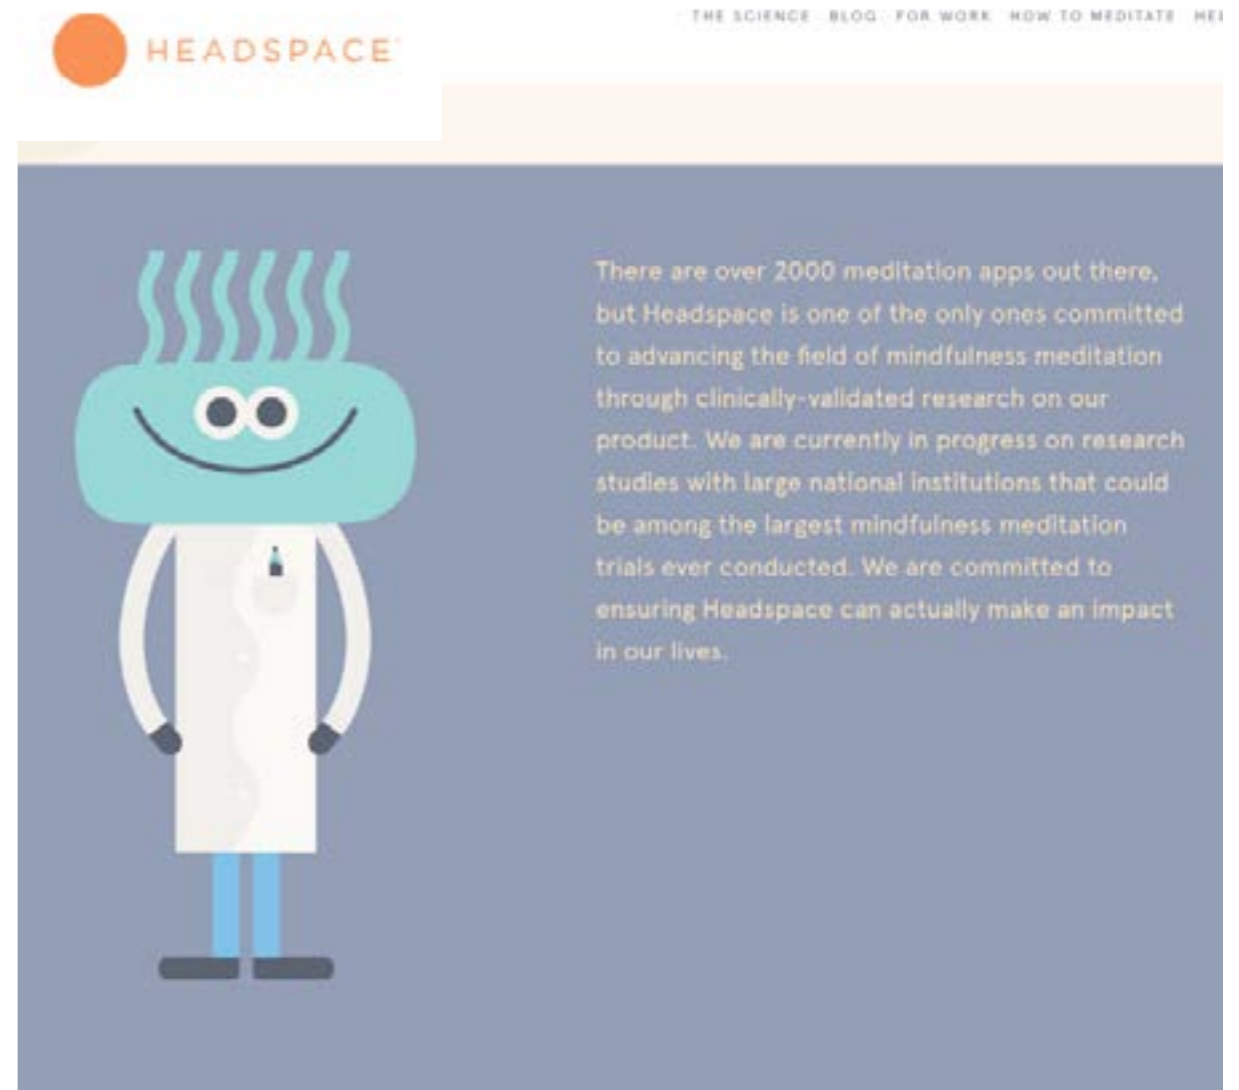 HEADSPACE
THE SCIENCE BLOG FOR WORK HOW TO MEDITATE
There are over 2000 meditation apps out there,
but Headspace is one of the only ones committed
to advancing the field of mindfulness meditation
through clinically-validated research on our
product. We are currently in progress on research
studies with large national institutions that could
be among the largest mindfulness meditation
trials ever conducted. We are committed to
ensuring Headspace can actually make an impact
in our lives.